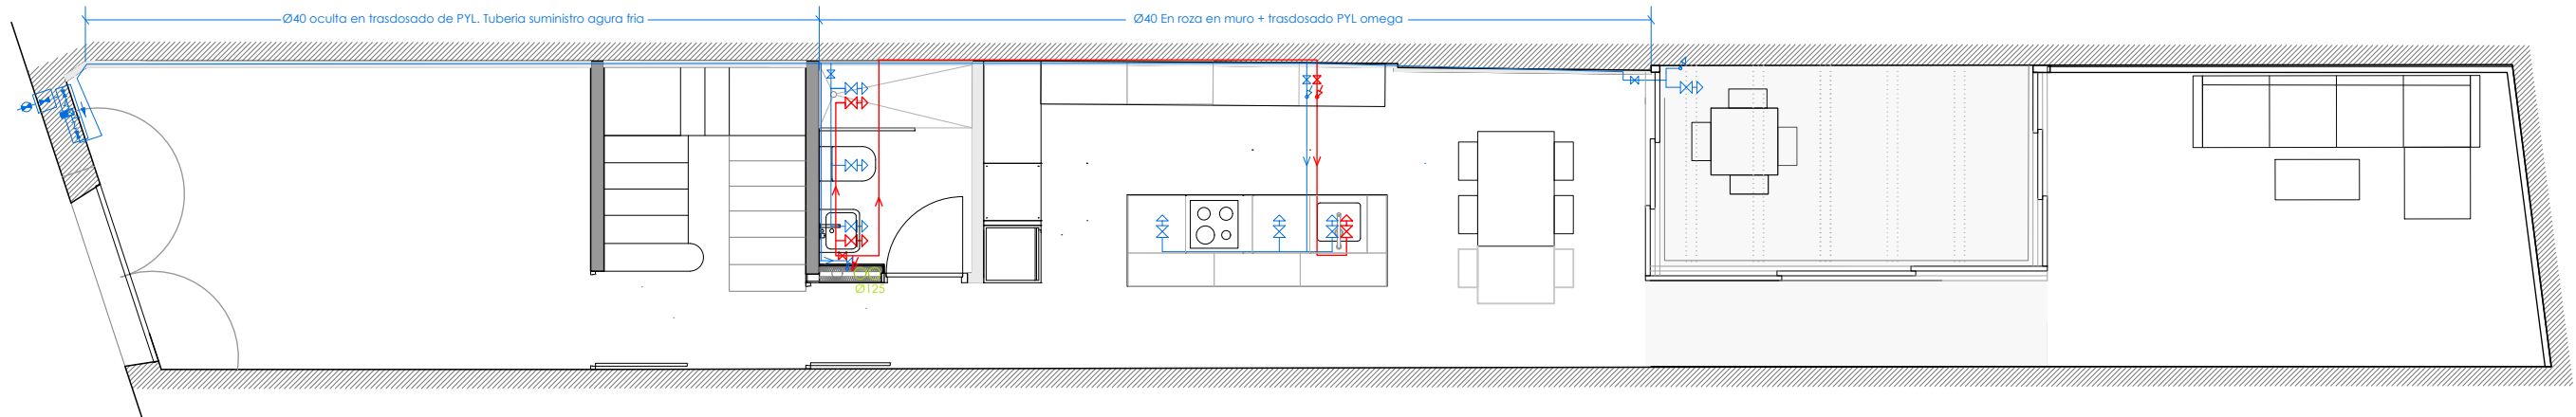 Ø40 oculta en trasdosado de PYL. Tuberia suministro agura fria
Ø40 En roza en muro + trasdosado PYL omega
Ø125